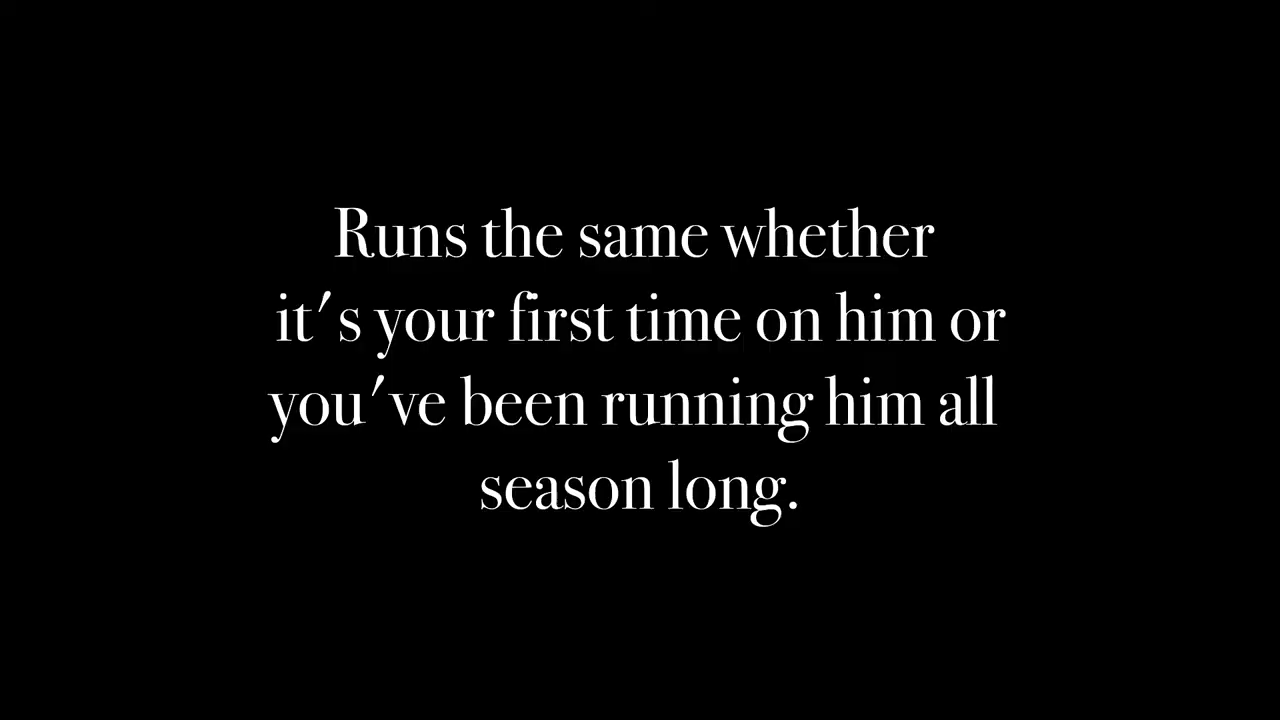 Runs the same whether
it's your first time on him or
you've been running him all
season long.